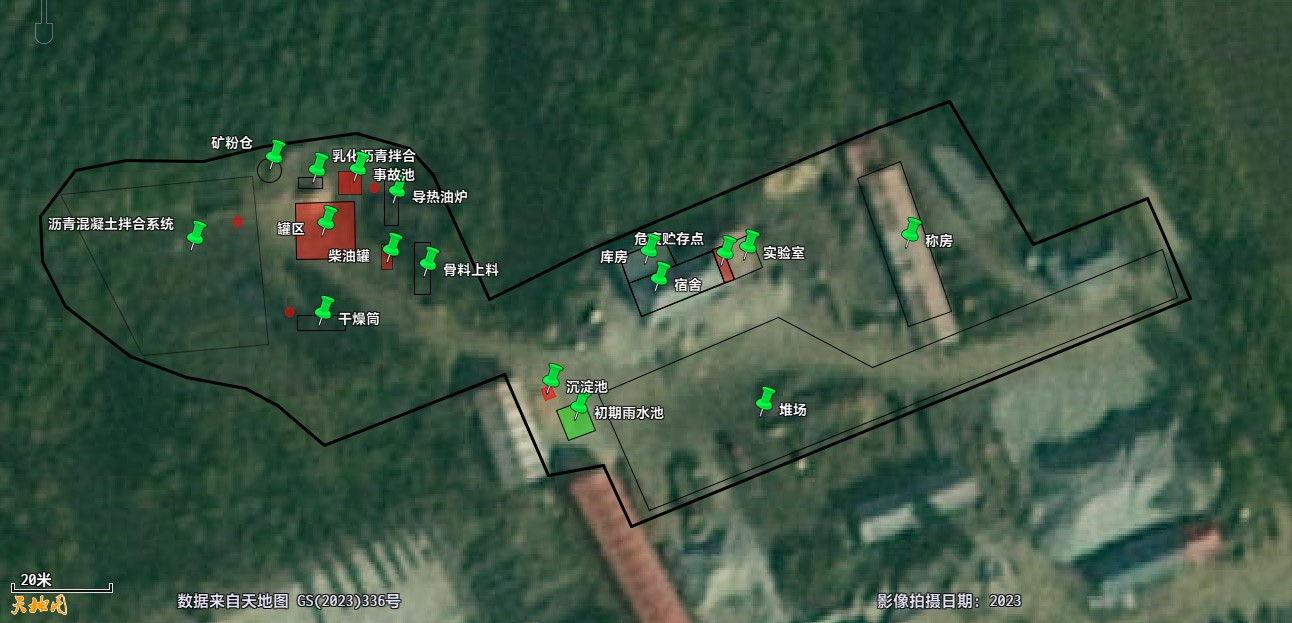 矿粉仓
乳化沥青拌合
事故池
导热油炉
沥青混凝土拌合系统
罐区
柴油罐
骨料上料
干燥筒
危废贮存点
库房
宿舍
实验室
称房
沉淀池
初期雨水池
堆场
20米
天地图
数据来自天地图 GS(2023)336号
影像拍摄日期: 2023